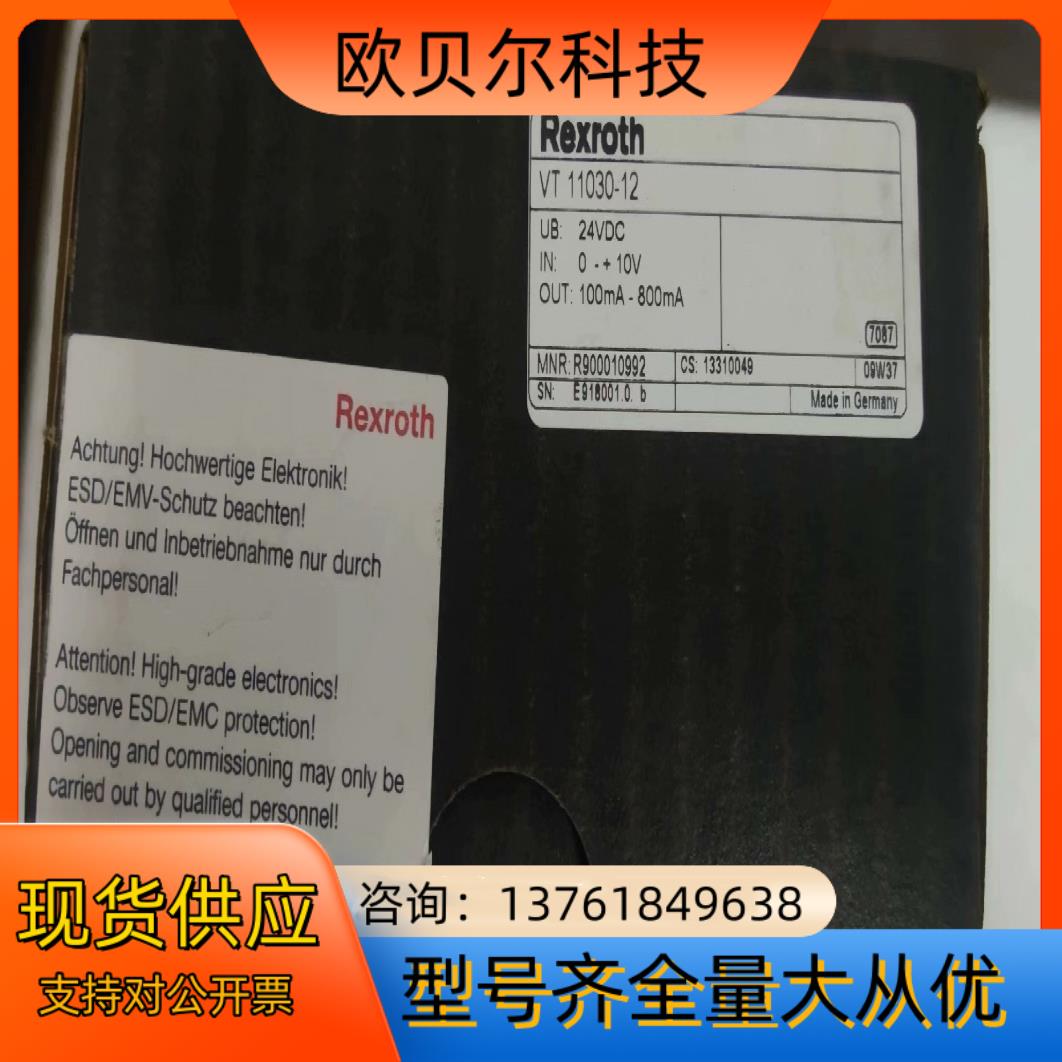 欧贝尔科技
Rexroth
VT 11030-12
UB: 24VDC
IN: 0 - + 10V
OUT: 100mA - 800mA
7087
MNR: R900010992 CS: 13310049 09W37
SN: E918001.0. b Made in Germany
Rexroth
Achtung! Hochwertige Elektronik!
ESD/EMV-Schutz beachten!
Öffnen und Inbetriebnahme nur durch
Fachpersonal!
Attention! High-grade electronics!
Observe ESD/EMC protection!
Opening and commissioning may only be
carried out by qualified personnel!
现货供应
支持对公开票
咨询：13761849638
型号齐全量大从优